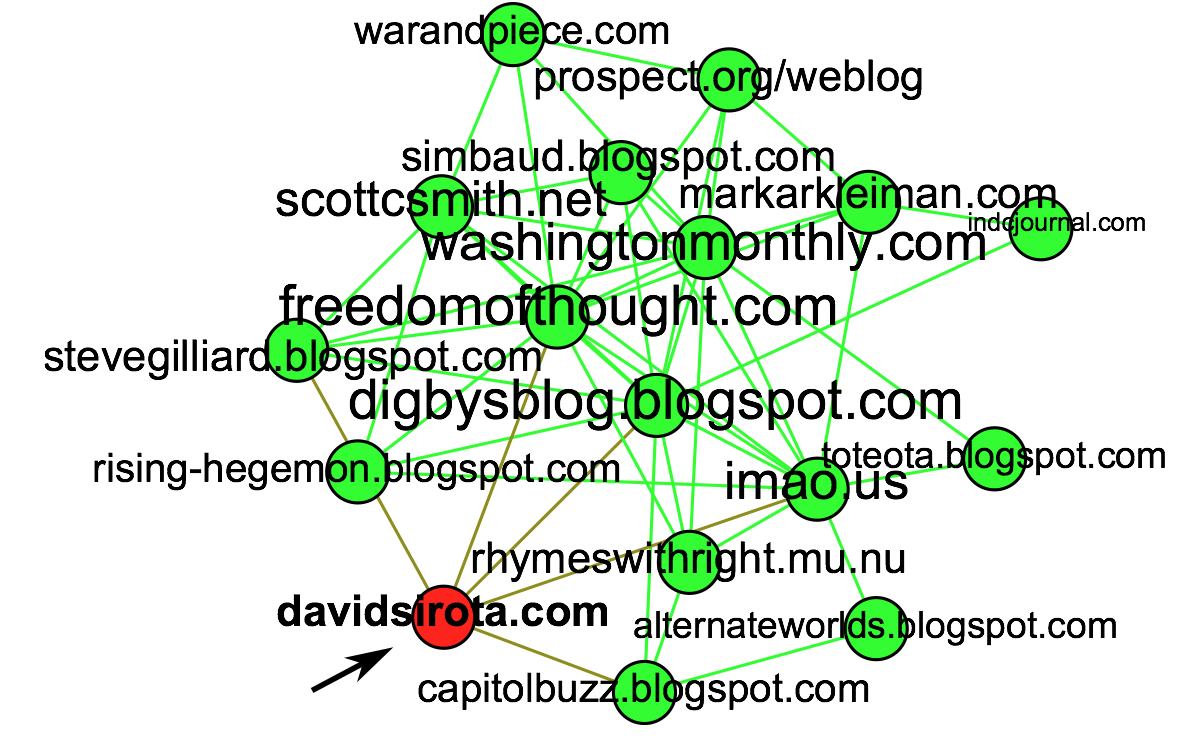 warandpiece.com
prospect.org/weblog
simbaud.blogspot.com
scottcsmith.net
markarkleiman.com
indcjournal.com
washingtonmonthly.com
freedomofthought.com
stevegilliard.blogspot.com
digbysblog.blogspot.com
toteota.blogspot.com
rising-hegemon.blogspot.com
imao.us
rhymeswithright.mu.nu
davidsirota.com
alternateworlds.blogspot.com
capitolbuzz.blogspot.com